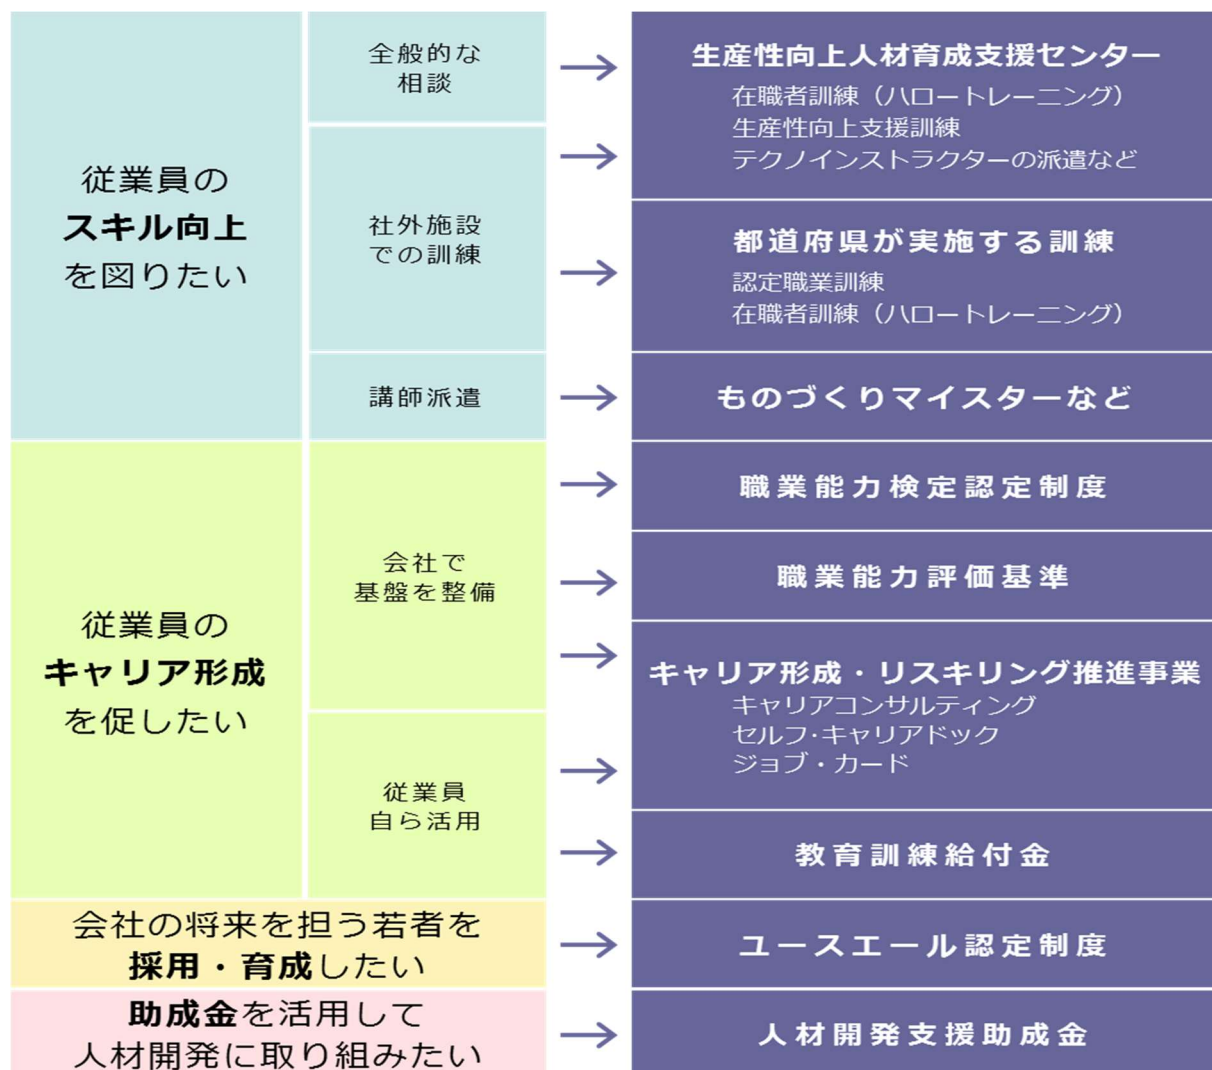 従業員の
スキル向上
を図りたい
全般的な
相談
→
生産性向上人材育成支援センター
在職者訓練（ハロートレーニング）
生産性向上支援訓練
テクノインストラクターの派遣など
社外施設
での訓練
→
→
都道府県が実施する訓練
認定職業訓練
在職者訓練（ハロートレーニング）
講師派遣
→
ものづくりマイスターなど
従業員の
キャリア形成
を促したい
会社で
基盤を整備
→
職業能力検定認定制度
→
職業能力評価基準
→
キャリア形成・リスキリング推進事業
キャリアコンサルティング
セルフ･キャリアドック
ジョブ・カード
従業員
自ら活用
→
→
教育訓練給付金
会社の将来を担う若者を
採用・育成したい
→
ユースエール認定制度
助成金を活用して
人材開発に取り組みたい
→
人材開発支援助成金